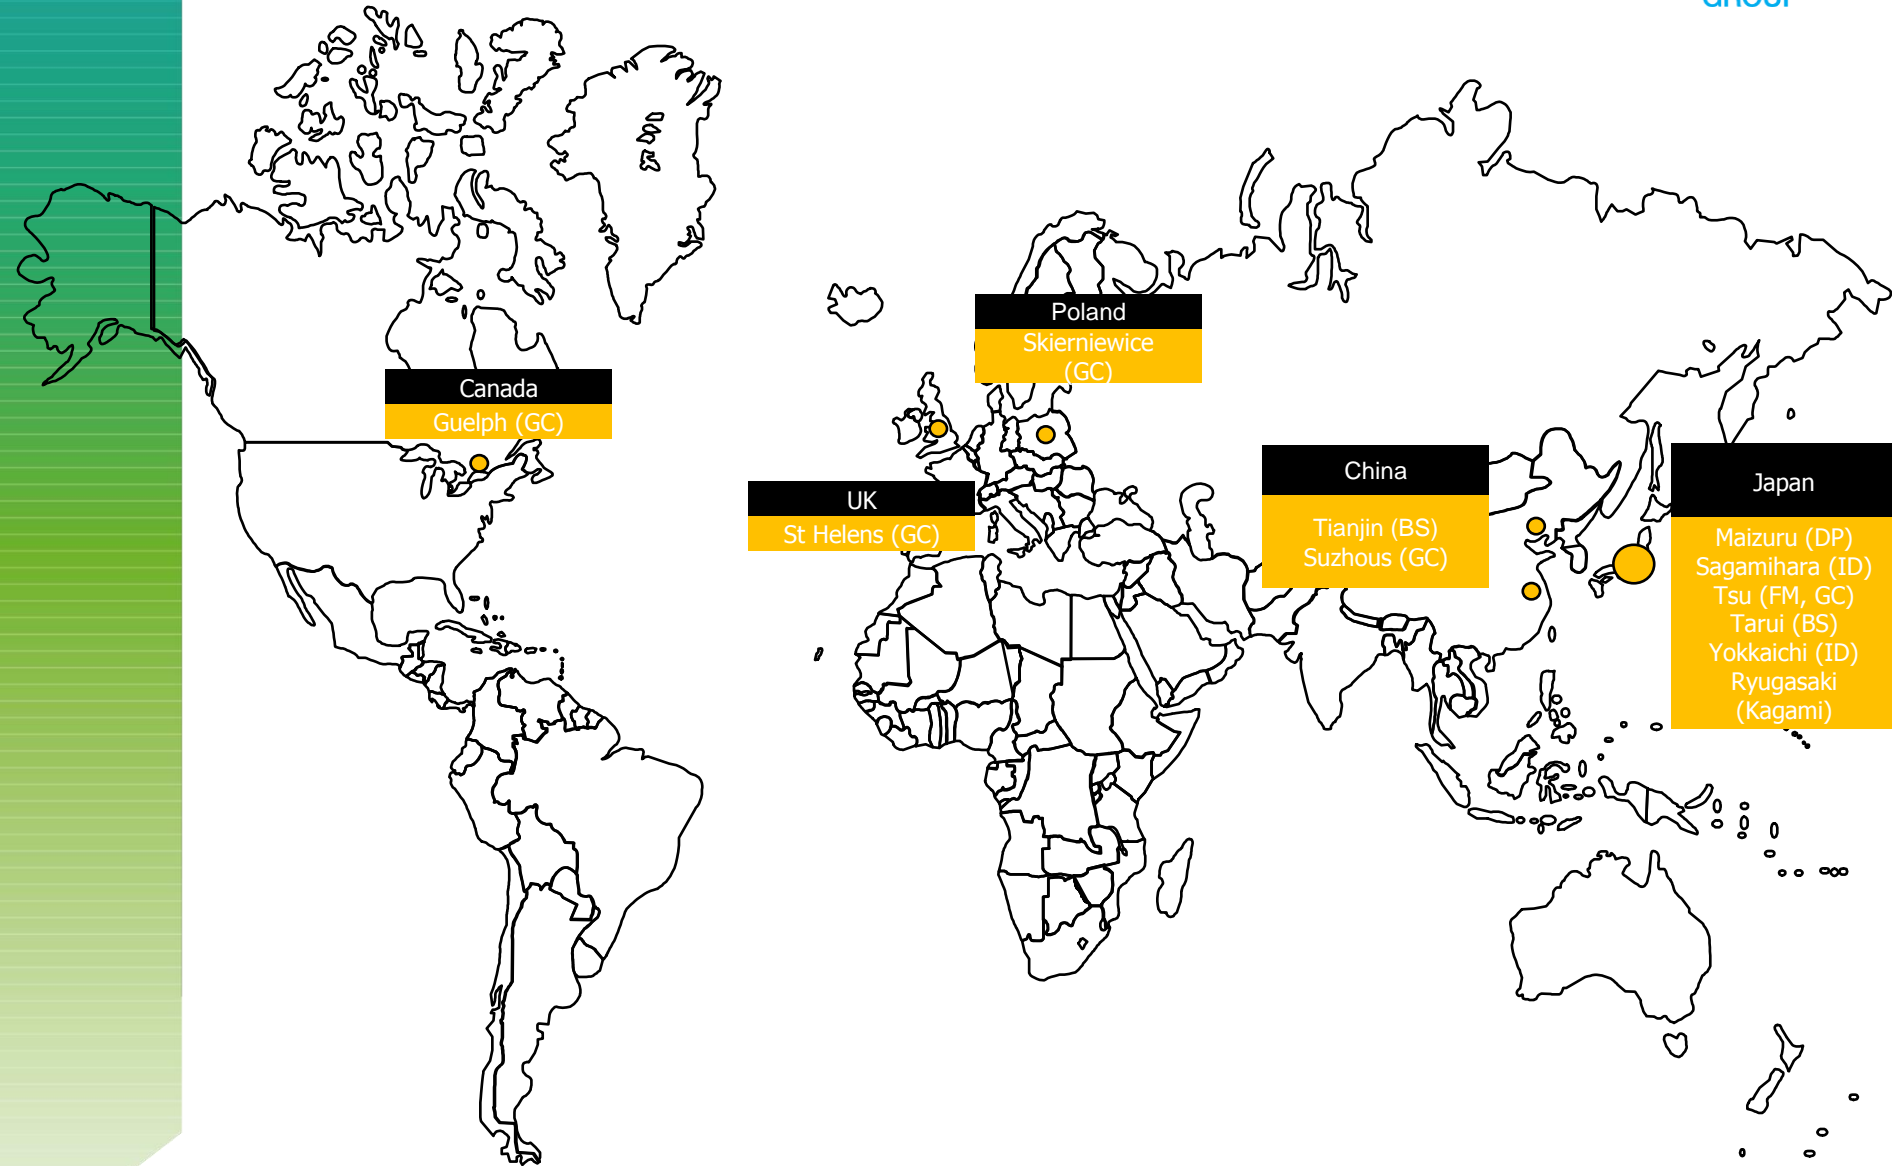 GROUP
Poland
Skierniewice
(GC)
Canada
Guelph (GC)
UK
St Helens (GC)
China
Tianjin (BS)
Suzhous (GC)
Japan
Maizuru (DP)
Sagamihara (ID)
Tsu (FM, GC)
Tarui (BS)
Yokkaichi (ID)
Ryugasaki
(Kagami)